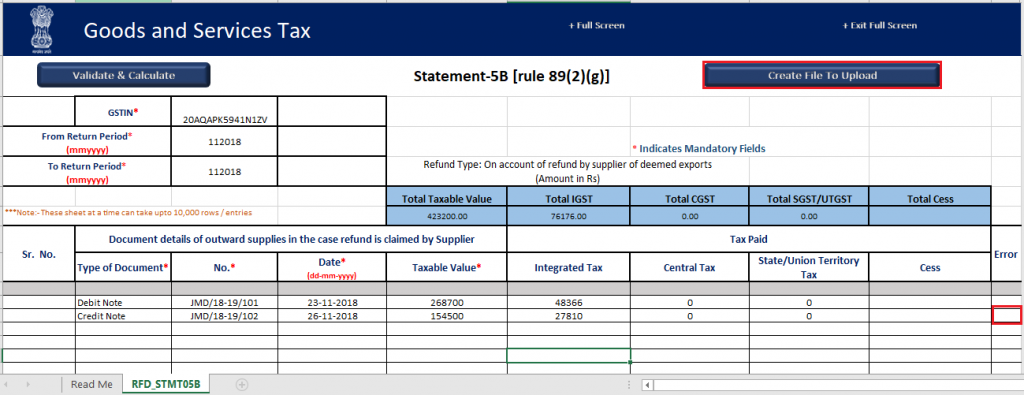 Goods and Services Tax
+ Full Screen
+ Exit Full Screen
Validate & Calculate
Statement-5B [rule 89(2)(g)]
Create File To Upload
GSTIN*
20AQAPK5941N1ZV
From Return Period*
(mmyyyy)
112018
* Indicates Mandatory Fields
To Return Period*
(mmyyyy)
112018
Refund Type: On account of refund by supplier of deemed exports
(Amount in Rs)
Total Taxable Value Total IGST Total CGST Total SGST/UTGST Total Cess
***Note:- These sheet at a time can take upto 10,000 rows / entries
423200.00 76176.00 0.00 0.00
Sr. No.
Document details of outward supplies in the case refund is claimed by Supplier
Tax Paid
Error
Type of Document* No.* Date*
(dd-mm-yyyy)
Taxable Value* Integrated Tax Central Tax State/Union Territory
Tax
Cess
Debit Note JMD/18-19/101 23-11-2018 268700 48366 0 0
Credit Note JMD/18-19/102 26-11-2018 154500 27810 0 0
Read Me RFD_STMT05B